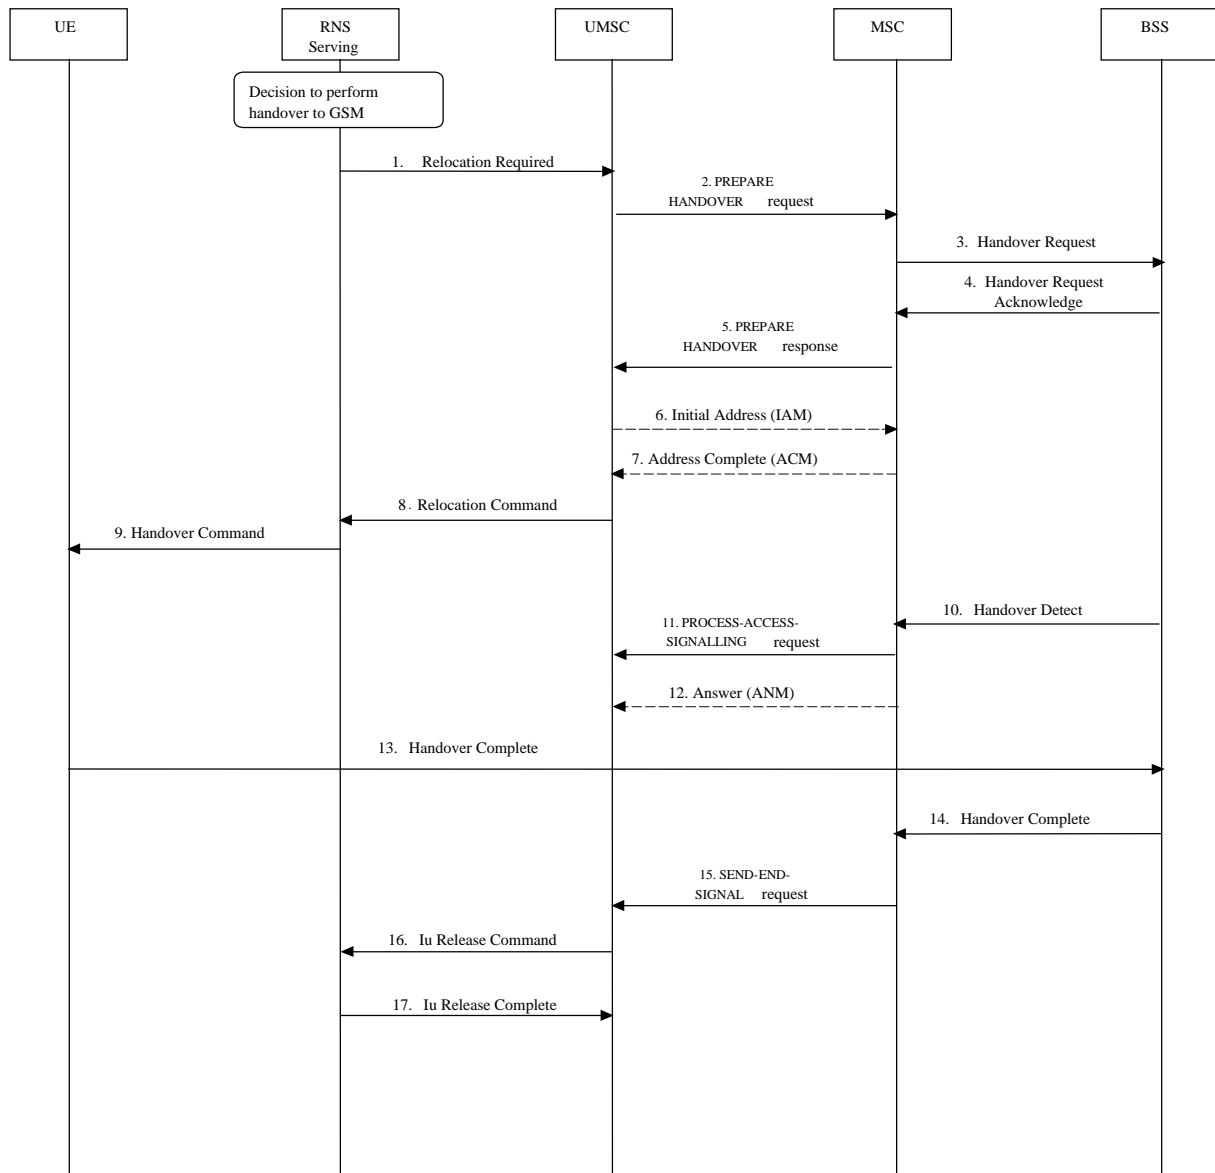 UE
RNS
Serving
UMSC
MSC
BSS
Decision to perform
handover to GSM
1. Relocation Required
2. PREPARE
HANDOVER request
3. Handover Request
4. Handover Request
Acknowledge
5. PREPARE
HANDOVER response
6. Initial Address (IAM)
7. Address Complete (ACM)
8. Relocation Command
9. Handover Command
10. Handover Detect
11. PROCESS-ACCESS-
SIGNALLING request
12. Answer (ANM)
13. Handover Complete
14. Handover Complete
15. SEND-END-
SIGNAL request
16. Iu Release Command
17. Iu Release Complete